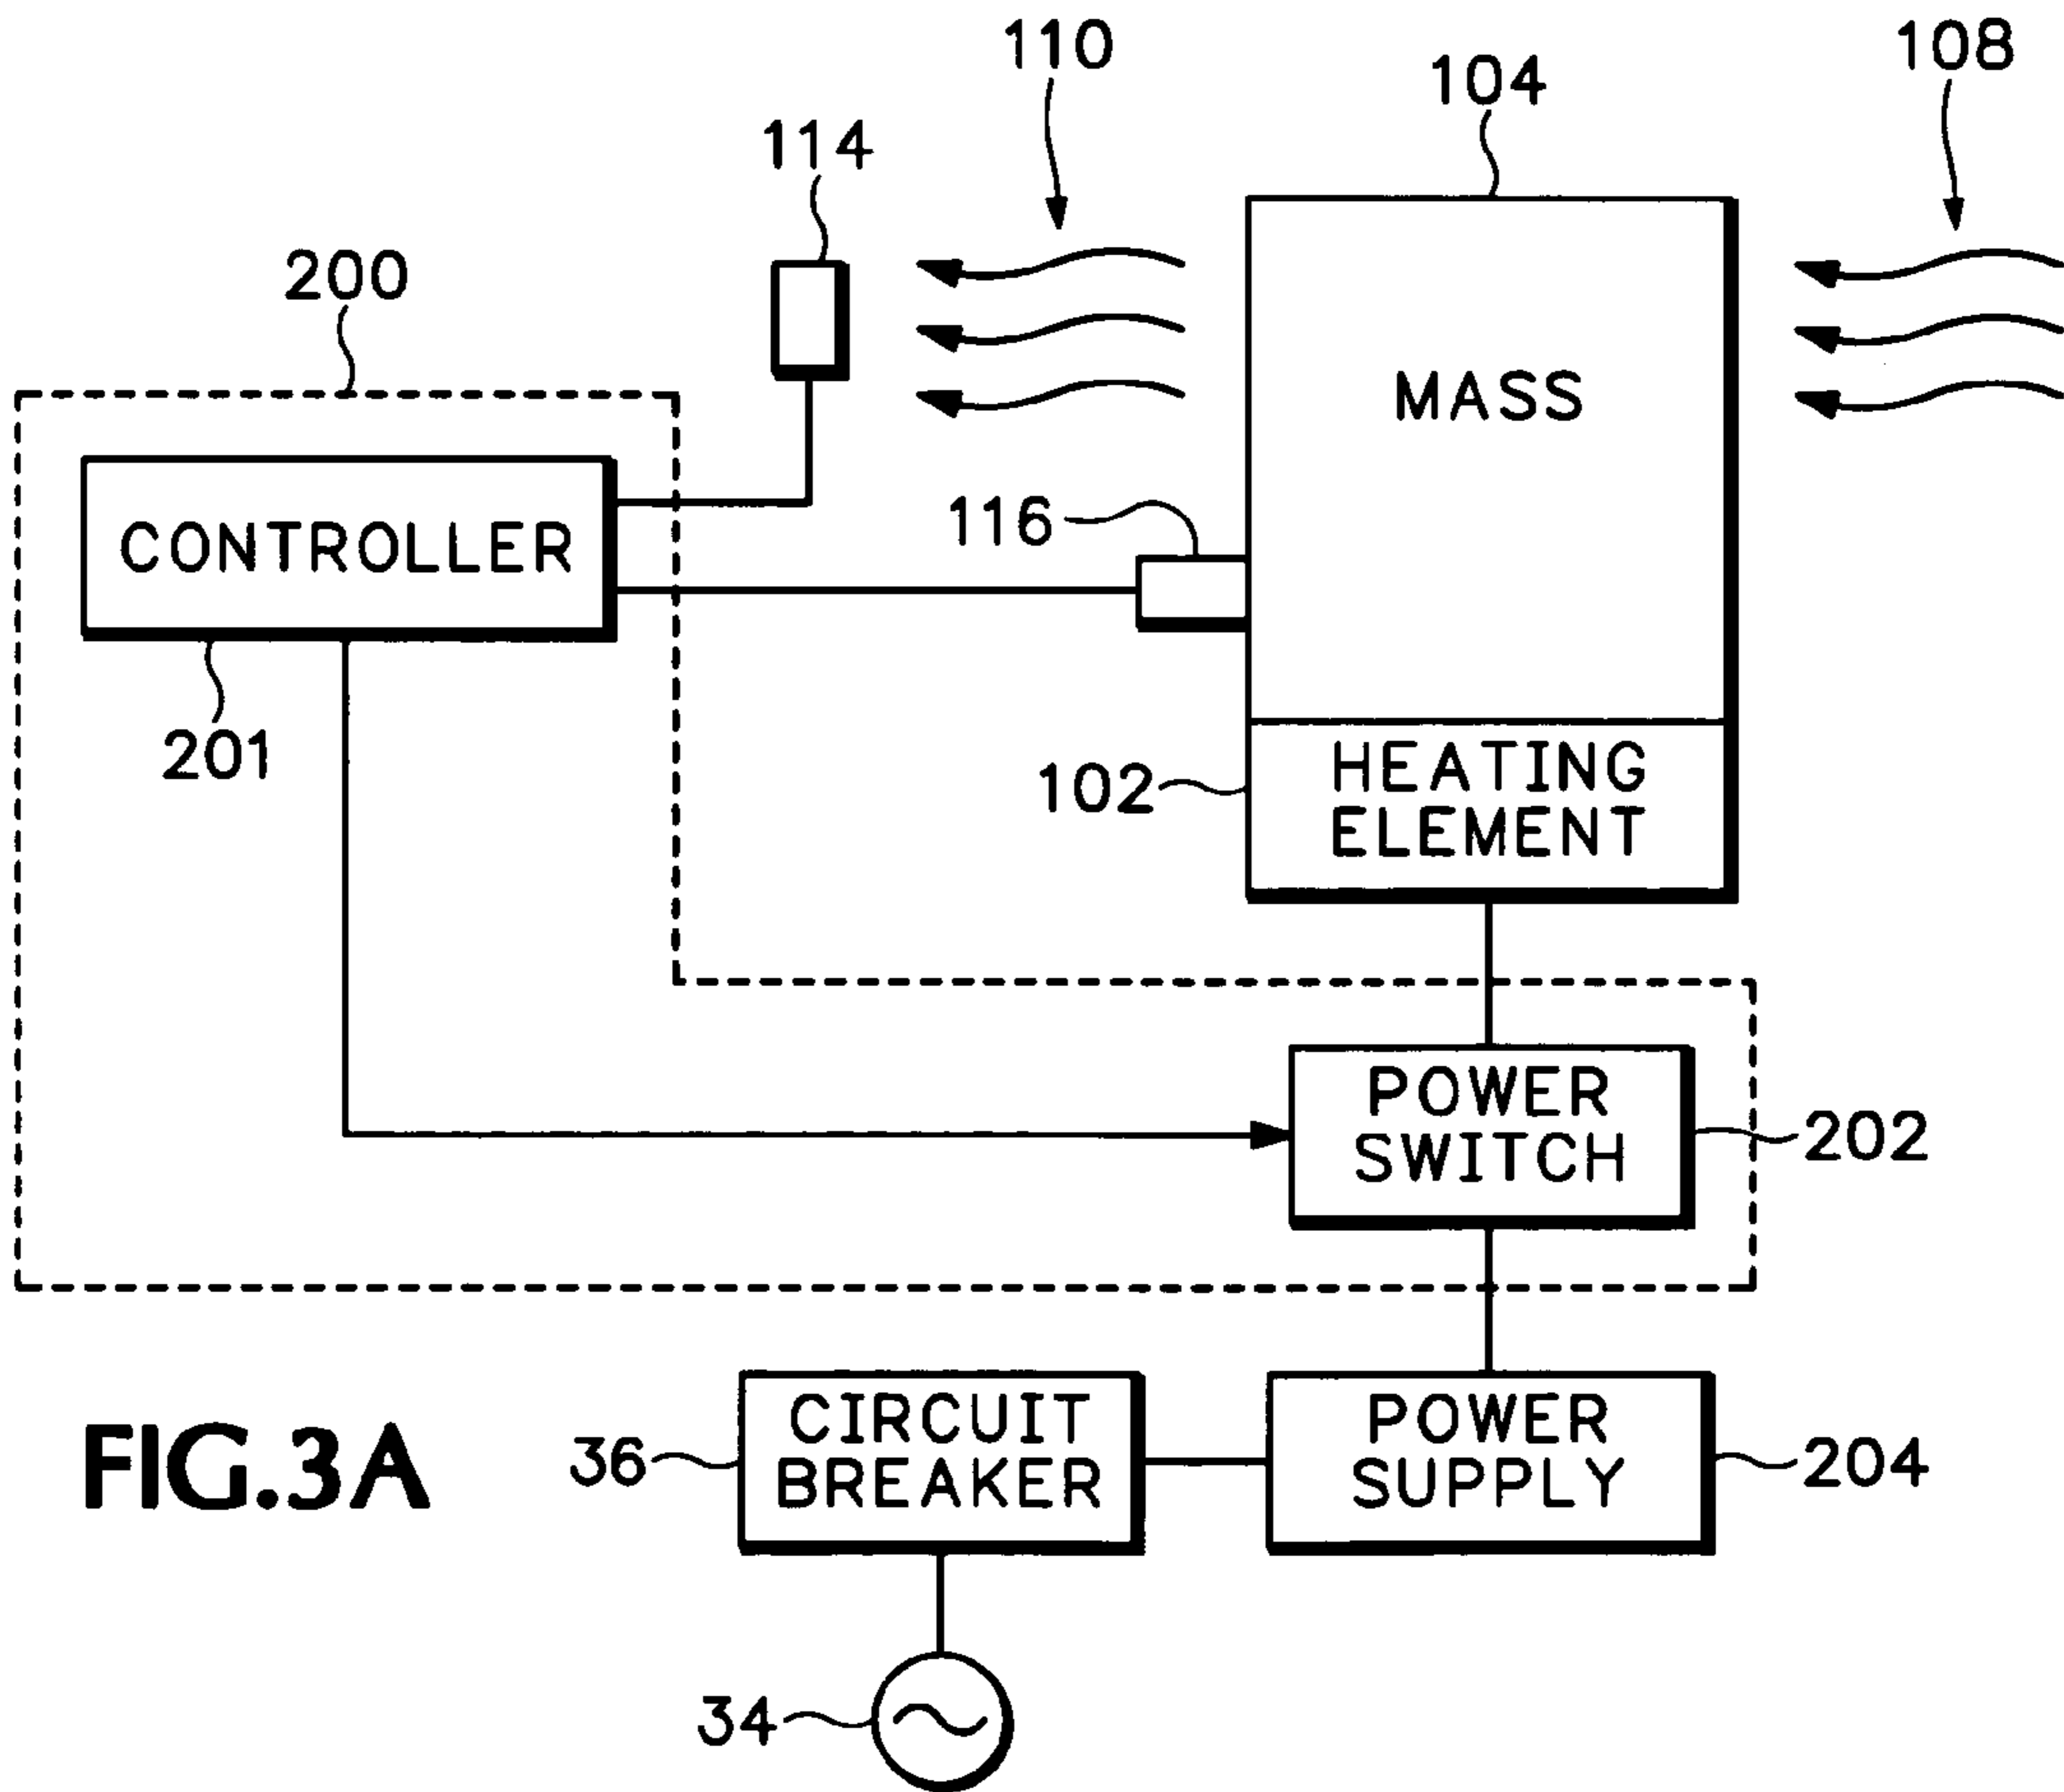 110
108
104
114
200
MASS
116
CONTROLLER
201
HEATING
ELEMENT
102
POWER
SWITCH
202
CIRCUIT
BREAKER
36
POWER
SUPPLY
204
FIG.3A
34